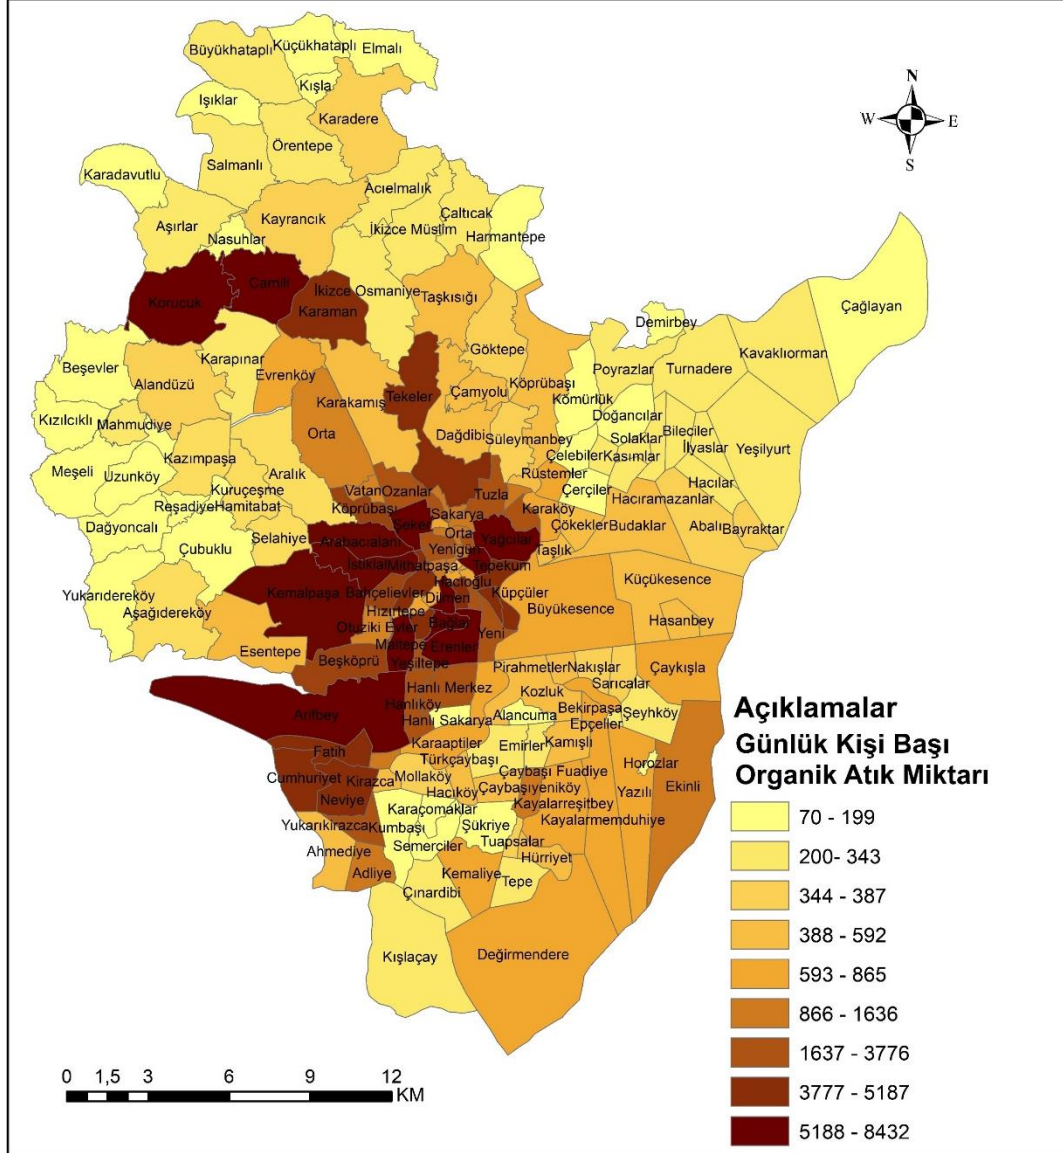 Büyükhataplı
Küçükhataplı
Elmalı
Kışla
Işıklar
Karadere
Örentepe
Salmanlı
Karadavutlu
Acıelmalık
Kayrancık
Çaltıcak
Aşırlar
İkizce Müslim
Nasuhlar
Harmantepe
N
W
E
S
Korucuk
Camili
İkizce Osmaniye
Karaman
Taşkısığı
Çağlayan
Demirbey
Göktepe
Kavaklıorman
Karapınar
Beşevler
Evrenköy
Alandüzü
Poyrazlar
Turnadere
Köprübaşı
Çamyolu
Tekeler
Kömürlük
Karakamış
Doğancılar
Kızılcıklı
Mahmudiye
Orta
Dağdibi
Süleymanbey
Solaklar
Bileciler
İlyaslar
Yeşilyurt
Kazımpaşa
Çelebiler
Kasımlar
Meşeli
Uzunköy
Aralık
Rüstemler
Hacılar
Kuruçeşme
Vatan
Ozanlar
Tuzla
Çerçiler
Hacıramazanlar
Reşadiye
Hamitabat
Köprübaşı
Sakarya
Karaköy
Dağyoncalı
Şeker
Orta
Çökekler
Budaklar
Abalı
Bayraktar
Selahiye
Arabacıalanı
Yenigün
Yağcılar
Taşlık
Çubuklu
İstiklal
Mithatpaşa
Tepekum
Hacıoğlu
Küçükesence
Yukarıdereköy
Kemalpaşa
Bahçelievler
Dilmen
Küpçüler
Aşağıdereköy
Hızırtepe
Büyükesence
Hasanbey
Otuziki Evler
Bağlar
Yeni
Esentepe
Maltepe
Erenler
Beşköprü
Yeşiltepe
Pirahmetler
Nakışlar
Çaykışla
Sarıcalar
Hanlı Merkez
Kozluk
Arifbey
Hanlıköy
Bekirpaşa
Hanlı Sakarya
Alancuma
Epçeller
Şeyhköy
Fatih
Karaaptiler
Emirler
Kamışlı
Türkçaybaşı
Horozlar
Cumhuriyet
Kirazca
Mollaköy
Çaybaşı Fuadiye
Yazılı
Ekinli
Neviye
Hacıköy
Çaybaşıyeniköy
Karaçomaklar
Kayalarreşitbey
Yukarıkirazca
Kumbaşı
Şükriye
Kayalarmemduhiye
Semerciler
Tuapsalar
Ahmediye
Hürriyet
Adliye
Kemaliye
Tepe
Çınardibi
Kışlaçay
Değirmendere
Açıklamalar
Günlük Kişi Başı
Organik Atık Miktarı
70 - 199
200- 343
344 - 387
388 - 592
593 - 865
866 - 1636
1637 - 3776
3777 - 5187
5188 - 8432
0 1,5 3 6 9 12
KM